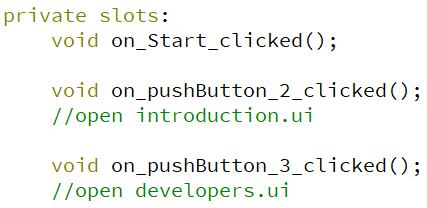 private slots:
void on_Start_clicked();
void on_pushButton_2_clicked();
//open introduction.ui
void on_pushButton_3_clicked();
//open developers.ui